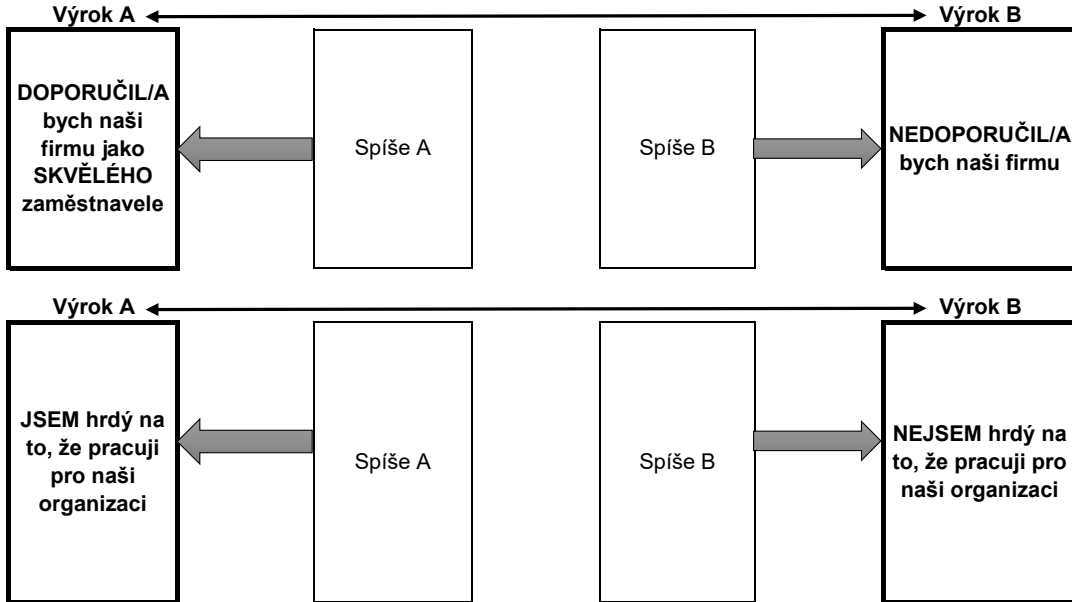 Výrok A
Výrok B
DOPORUČIL/A
bych naši
firmu jako
SKVĚLÉHO
zaměstnavele
Spíše A
Spíše B
NEDOPORUČIL/A
bych naši firmu
Výrok A
Výrok B
JSEM hrdý na
to, že pracuji
pro naši
organizaci
Spíše A
Spíše B
NEJSEM hrdý na
to, že pracuji pro
naši organizaci